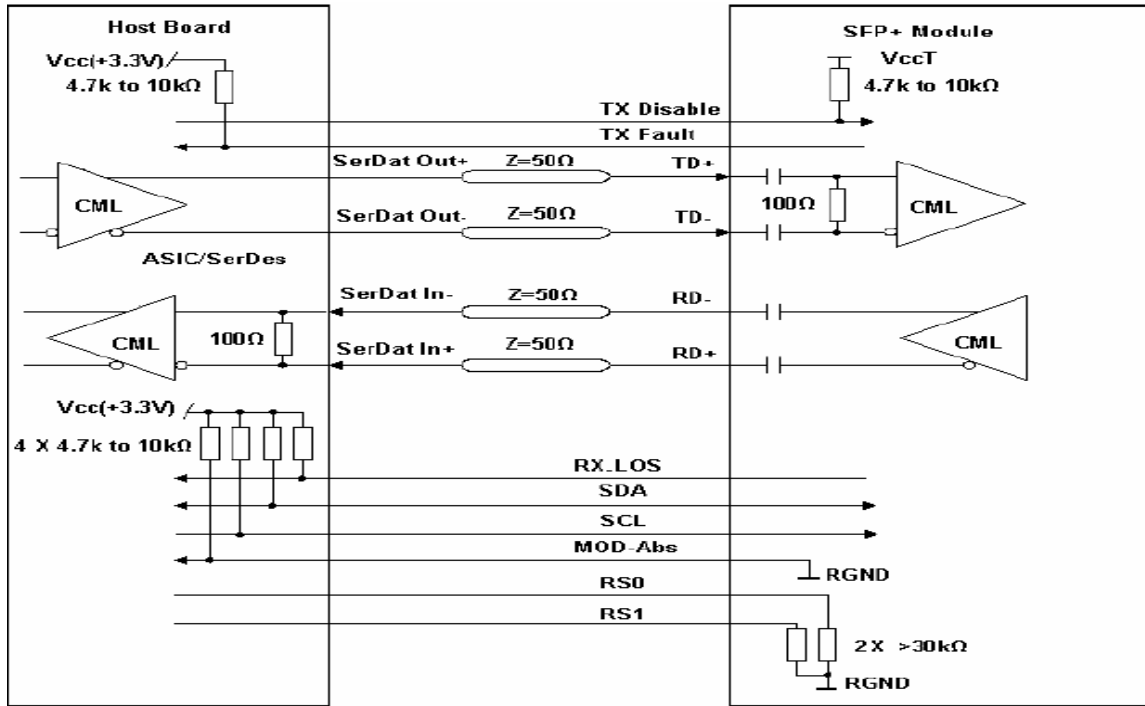 Host Board
SFP+ Module
Vcc(+3.3V)
VccT
4.7k to 10kΩ
4.7k to 10kΩ
TX Disable
TX Fault
SerDat Out+
Z=50Ω
TD+
CML
100Ω
CML
SerDat Out-
Z=50Ω
TD-
ASIC/SerDes
SerDat In-
Z=50Ω
RD-
CML
100Ω
CML
SerDat In+
Z=50Ω
RD+
Vcc(+3.3V)
4 X 4.7k to 10kΩ
RX_LOS
SDA
SCL
MOD-Abs
RGND
RS0
RS1
2X >30kΩ
RGND